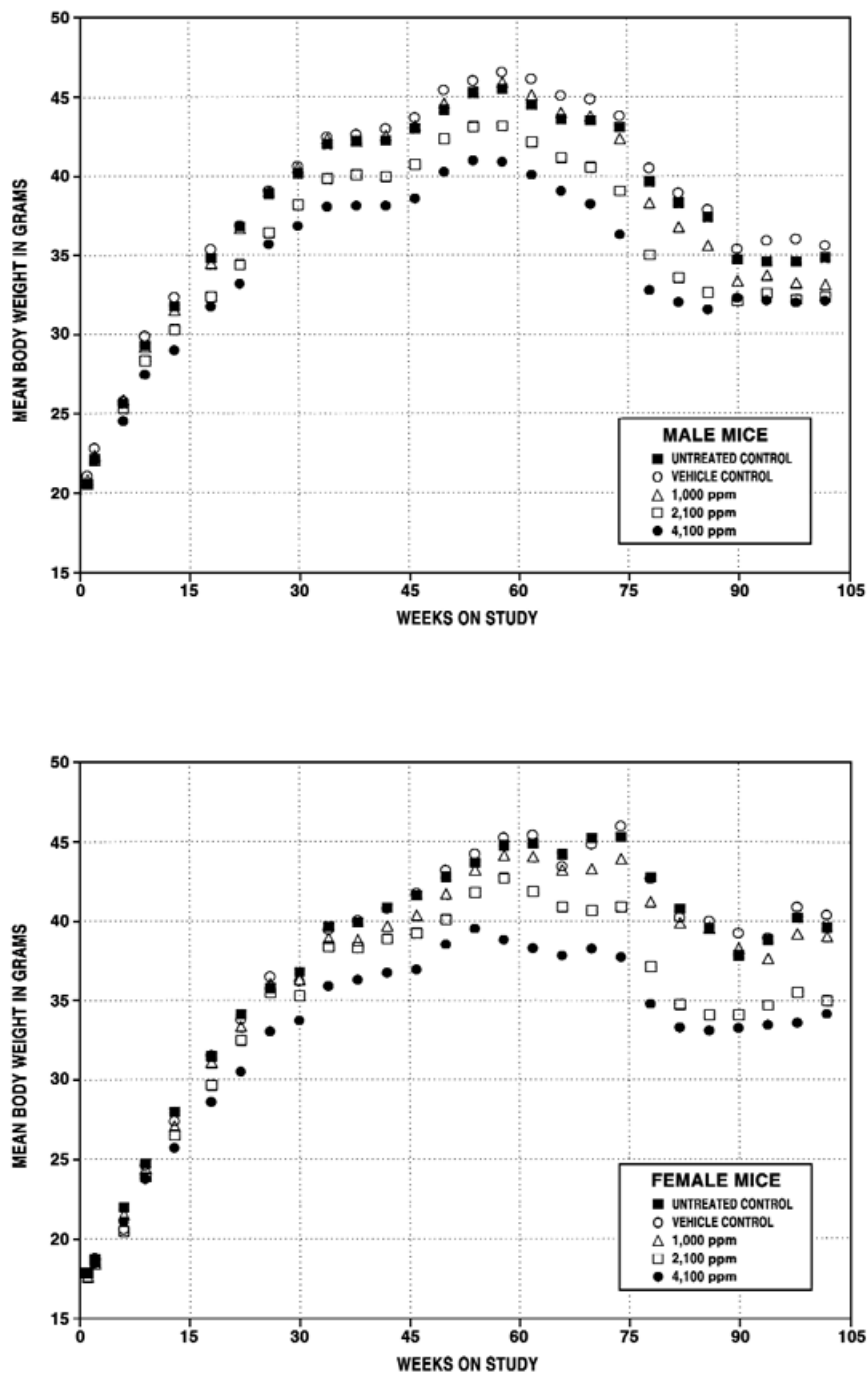 50
45
40
35
30
25
20
15
MEAN BODY WEIGHT IN GRAMS
MALE MICE
UNTREATED CONTROL
VEHICLE CONTROL
1,000 ppm
2,100 ppm
4,100 ppm
0 15 30 45 60 75 90 105
WEEKS ON STUDY
50
45
40
35
30
25
20
15
MEAN BODY WEIGHT IN GRAMS
FEMALE MICE
UNTREATED CONTROL
VEHICLE CONTROL
1,000 ppm
2,100 ppm
4,100 ppm
0 15 30 45 60 75 90 105
WEEKS ON STUDY